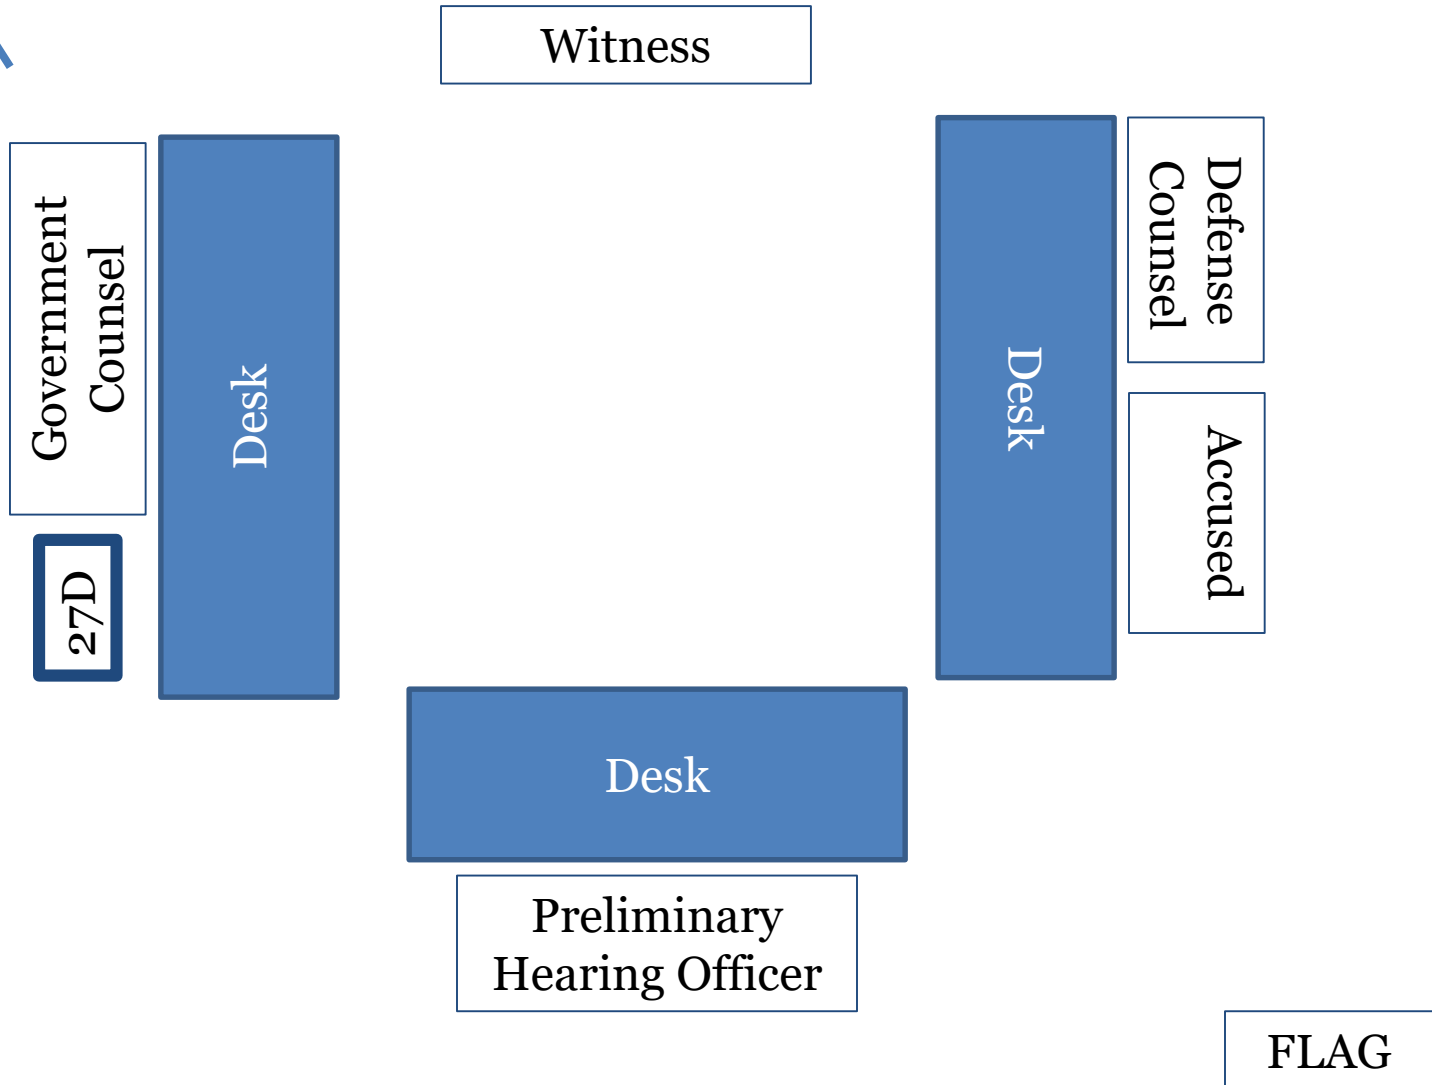 Witness
Government
Counsel
Desk
Desk
Defense
Counsel
Accused
27D
Desk
Preliminary
Hearing Officer
FLAG